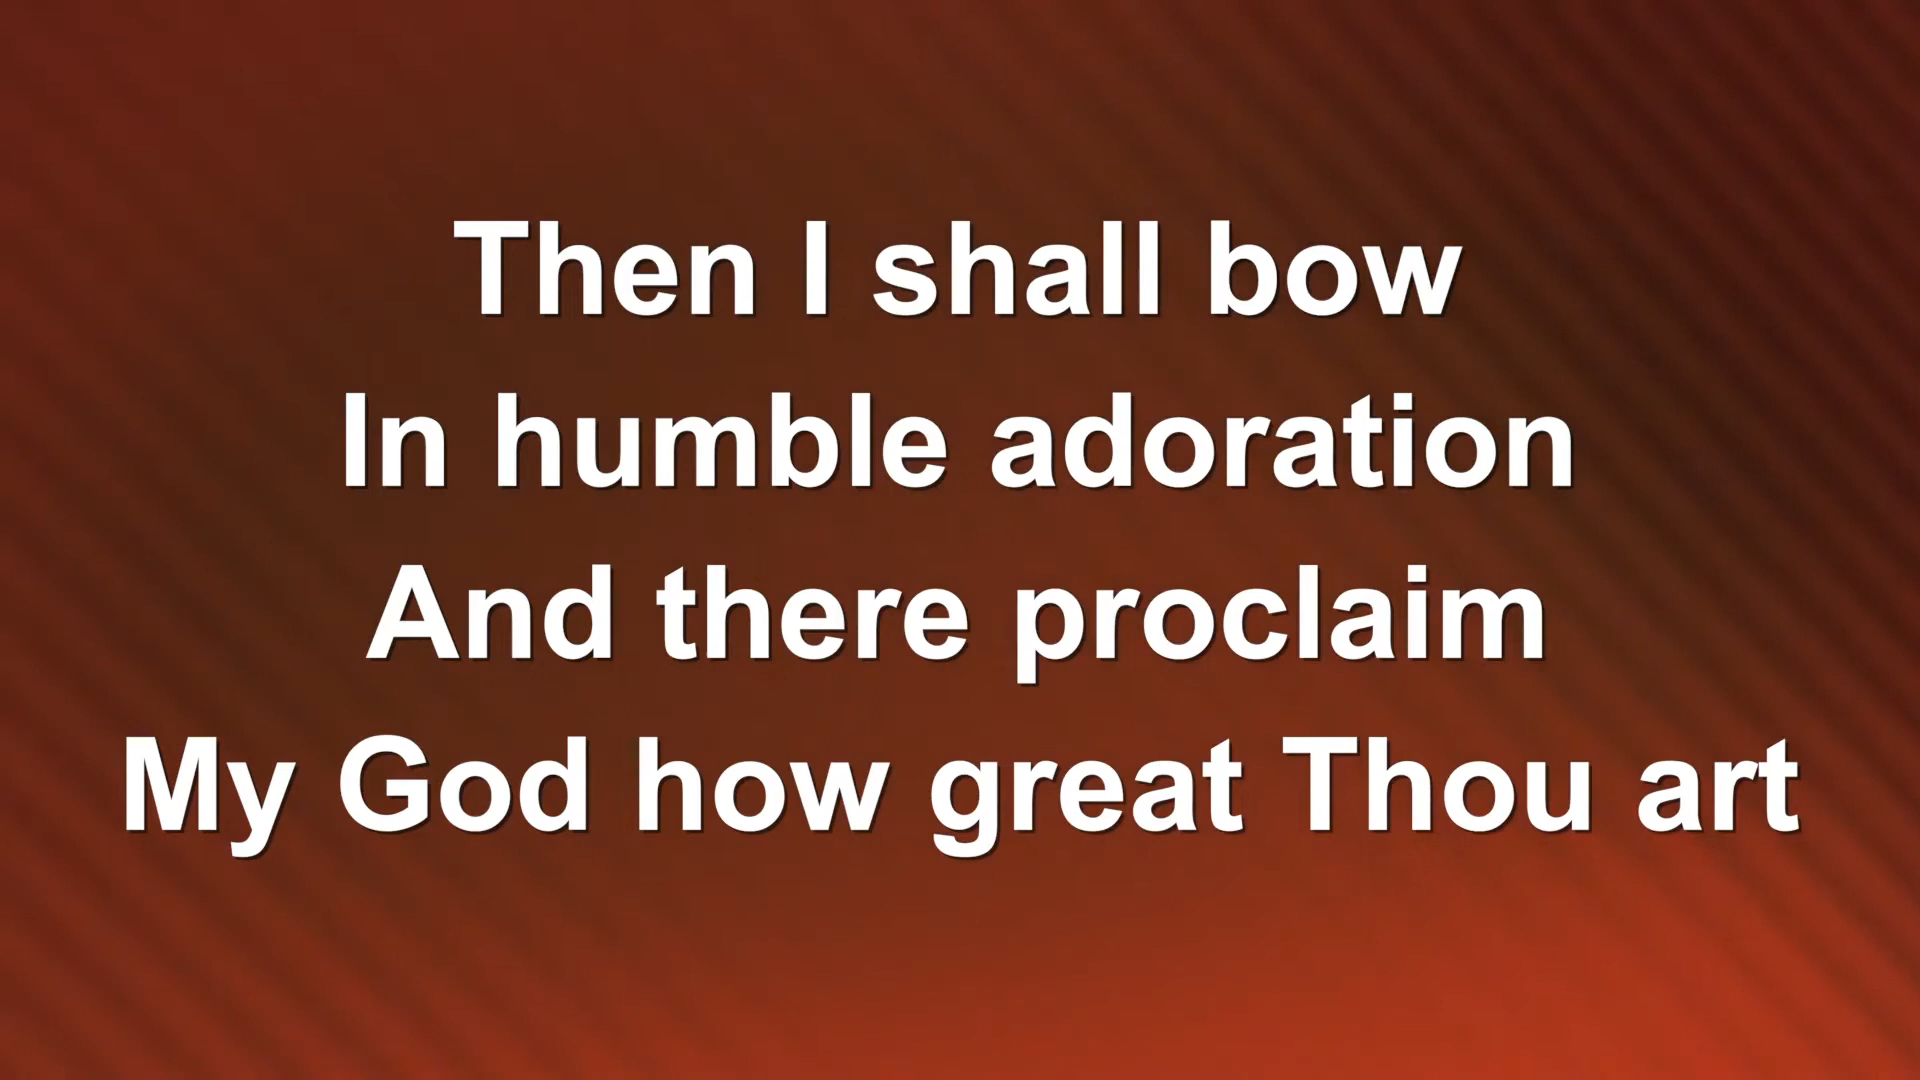 Then I shall bow
In humble adoration
And there proclaim
My God how great Thou art